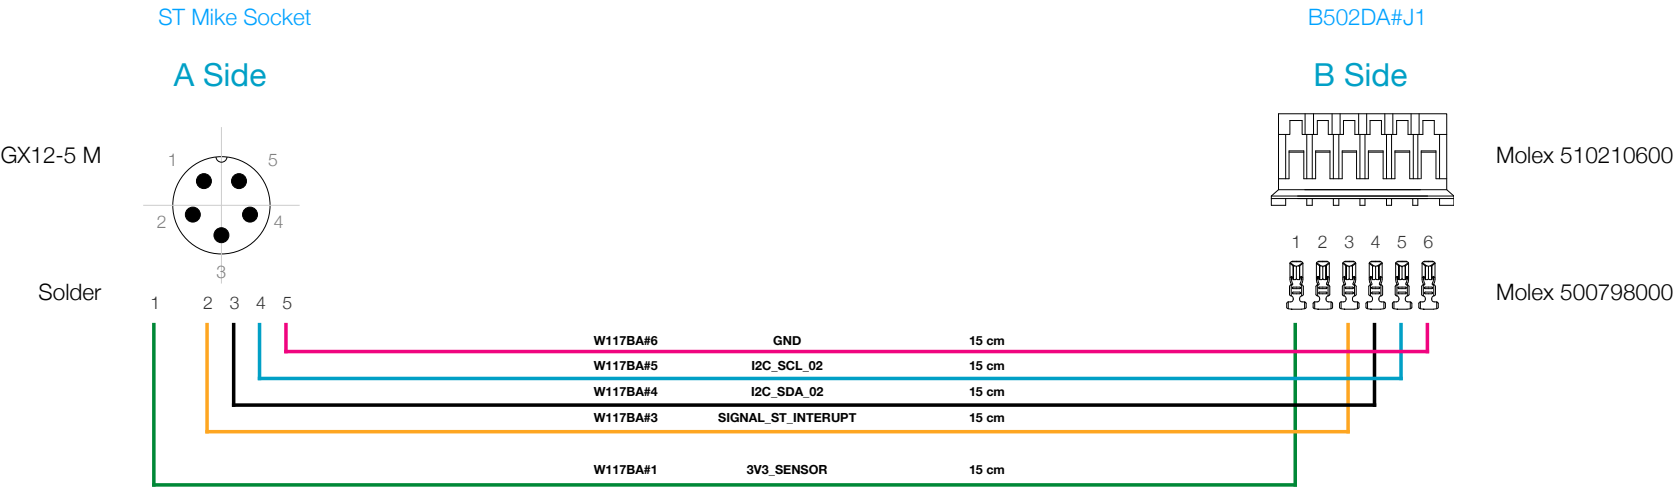 ST Mike Socket
B502DA#J1
A Side
B Side
GX12-5 M
1
5
2
4
3
Molex 510210600
1 2 3 4 5 6
Solder
1 2 3 4 5
Molex 500798000
W117BA#6 GND 15 cm
W117BA#5 I2C_SCL_02 15 cm
W117BA#4 I2C_SDA_02 15 cm
W117BA#3 SIGNAL_ST_INTERUPT 15 cm
W117BA#1 3V3_SENSOR 15 cm